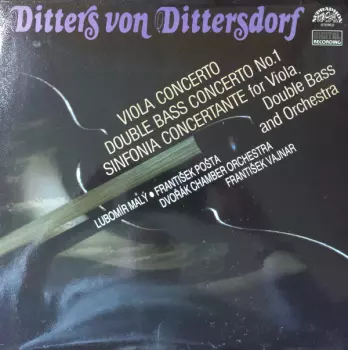 Ditters von Dittersdorf
SUPRAPHON
STEREO
DIGITAL
RECORDING
VIOLA CONCERTO
DOUBLE BASS CONCERTO No.1
SINFONIA CONCERTANTE for Viola,
Double Bass
and Orchestra
LUBOMÍR MALÝ • FRANTIŠEK POŠTA
DVOŘÁK CHAMBER ORCHESTRA
FRANTIŠEK VAJNAR